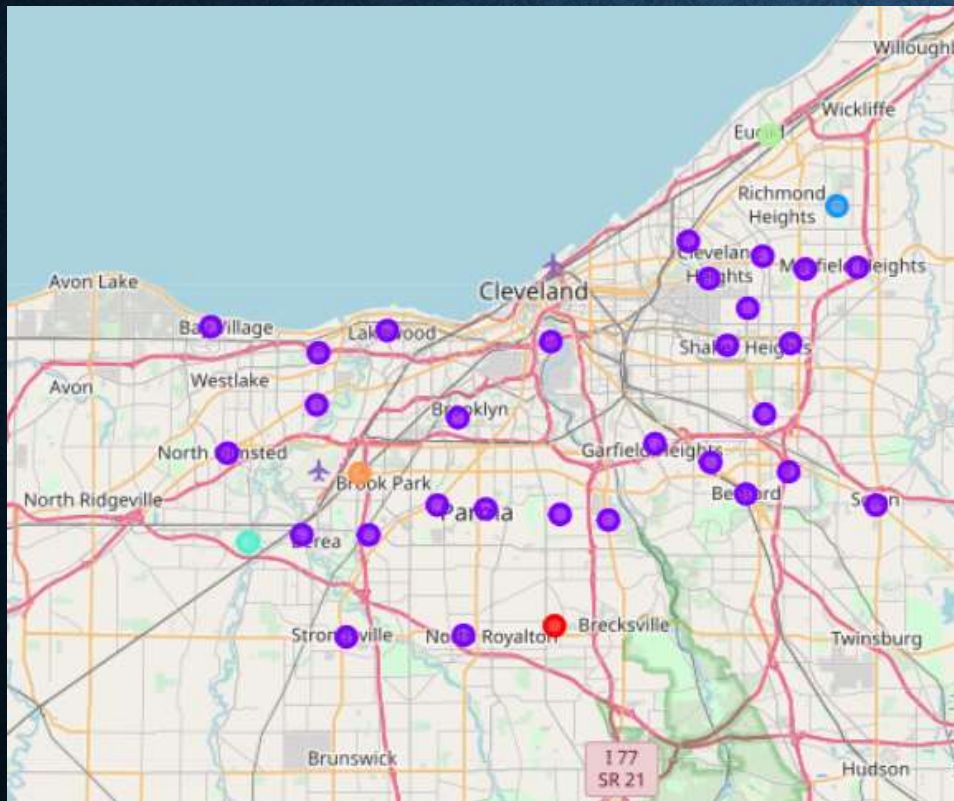 Willoughb
Wickliffe
Euclid
Richmond
Heights
Cleveland
Heights
Mayfield Heights
Avon Lake
Cleveland
Bay Village
Lakewood
Shaker Heights
Westlake
Avon
Brooklyn
North Olmsted
Garfield Heights
Brook Park
North Ridgeville
Bedford
Solon
Parma
Berea
Strongsville
North Royalton
Brecksville
Twinsburg
Brunswick
I 77
SR 21
Hudson